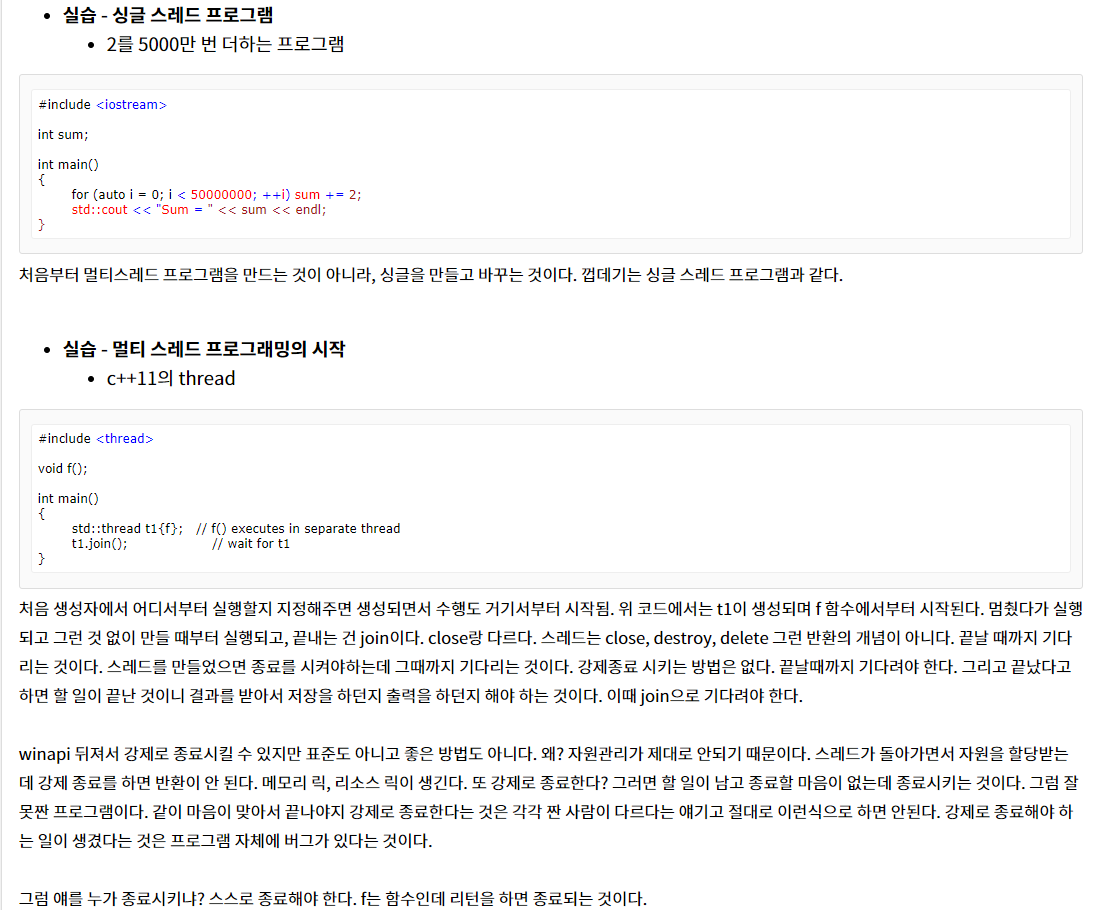 실습 - 싱글 스레드 프로그램
2를 5000만 번 더하는 프로그램
#include <iostream>
int sum;
int main()
{
for (auto i = 0; i < 50000000; ++i) sum += 2;
std::cout << "Sum = " << sum << endl;
}
처음부터 멀티스레드 프로그램을 만드는 것이 아니라, 싱글을 만들고 바꾸는 것이다. 껍데기는 싱글 스레드 프로그램과 같다.
실습 - 멀티 스레드 프로그래밍의 시작
c++11의 thread
#include <thread>
void f();
int main()
{
std::thread t1{f}; // f() executes in separate thread
t1.join(); // wait for t1
}
처음 생성자에서 어디서부터 실행할지 지정해주면 생성되면서 수행도 거기서부터 시작됨. 위 코드에서는 t1이 생성되며 f 함수에서부터 시작된다. 멈췄다가 실행
되고 그런 것 없이 만들 때부터 실행되고, 끝내는 건 join이다. close랑 다르다. 스레드는 close, destroy, delete 그런 반환의 개념이 아니다. 끝날 때까지 기다
리는 것이다. 스레드를 만들었으면 종료를 시켜야하는데 그때까지 기다리는 것이다. 강제종료 시키는 방법은 없다. 끝날때까지 기다려야 한다. 그리고 끝났다고
하면 할 일이 끝난 것이니 결과를 받아서 저장을 하던지 출력을 하던지 해야 하는 것이다. 이때 join으로 기다려야 한다.
winapi 뒤져서 강제로 종료시킬 수 있지만 표준도 아니고 좋은 방법도 아니다. 왜? 자원관리가 제대로 안되기 때문이다. 스레드가 돌아가면서 자원을 할당받는
데 강제 종료를 하면 반환이 안 된다. 메모리 릭, 리소스 릭이 생긴다. 또 강제로 종료한다? 그러면 할 일이 남고 종료할 마음이 없는데 종료시키는 것이다. 그럼 잘
못짠 프로그램이다. 같이 마음이 맞아서 끝나야지 강제로 종료한다는 것은 각각 짠 사람이 다르다는 얘기고 절대로 이런식으로 하면 안된다. 강제로 종료해야 하
는 일이 생겼다는 것은 프로그램 자체에 버그가 있다는 것이다.
그럼 얘를 누가 종료시키냐? 스스로 종료해야 한다. f는 함수인데 리턴을 하면 종료되는 것이다.